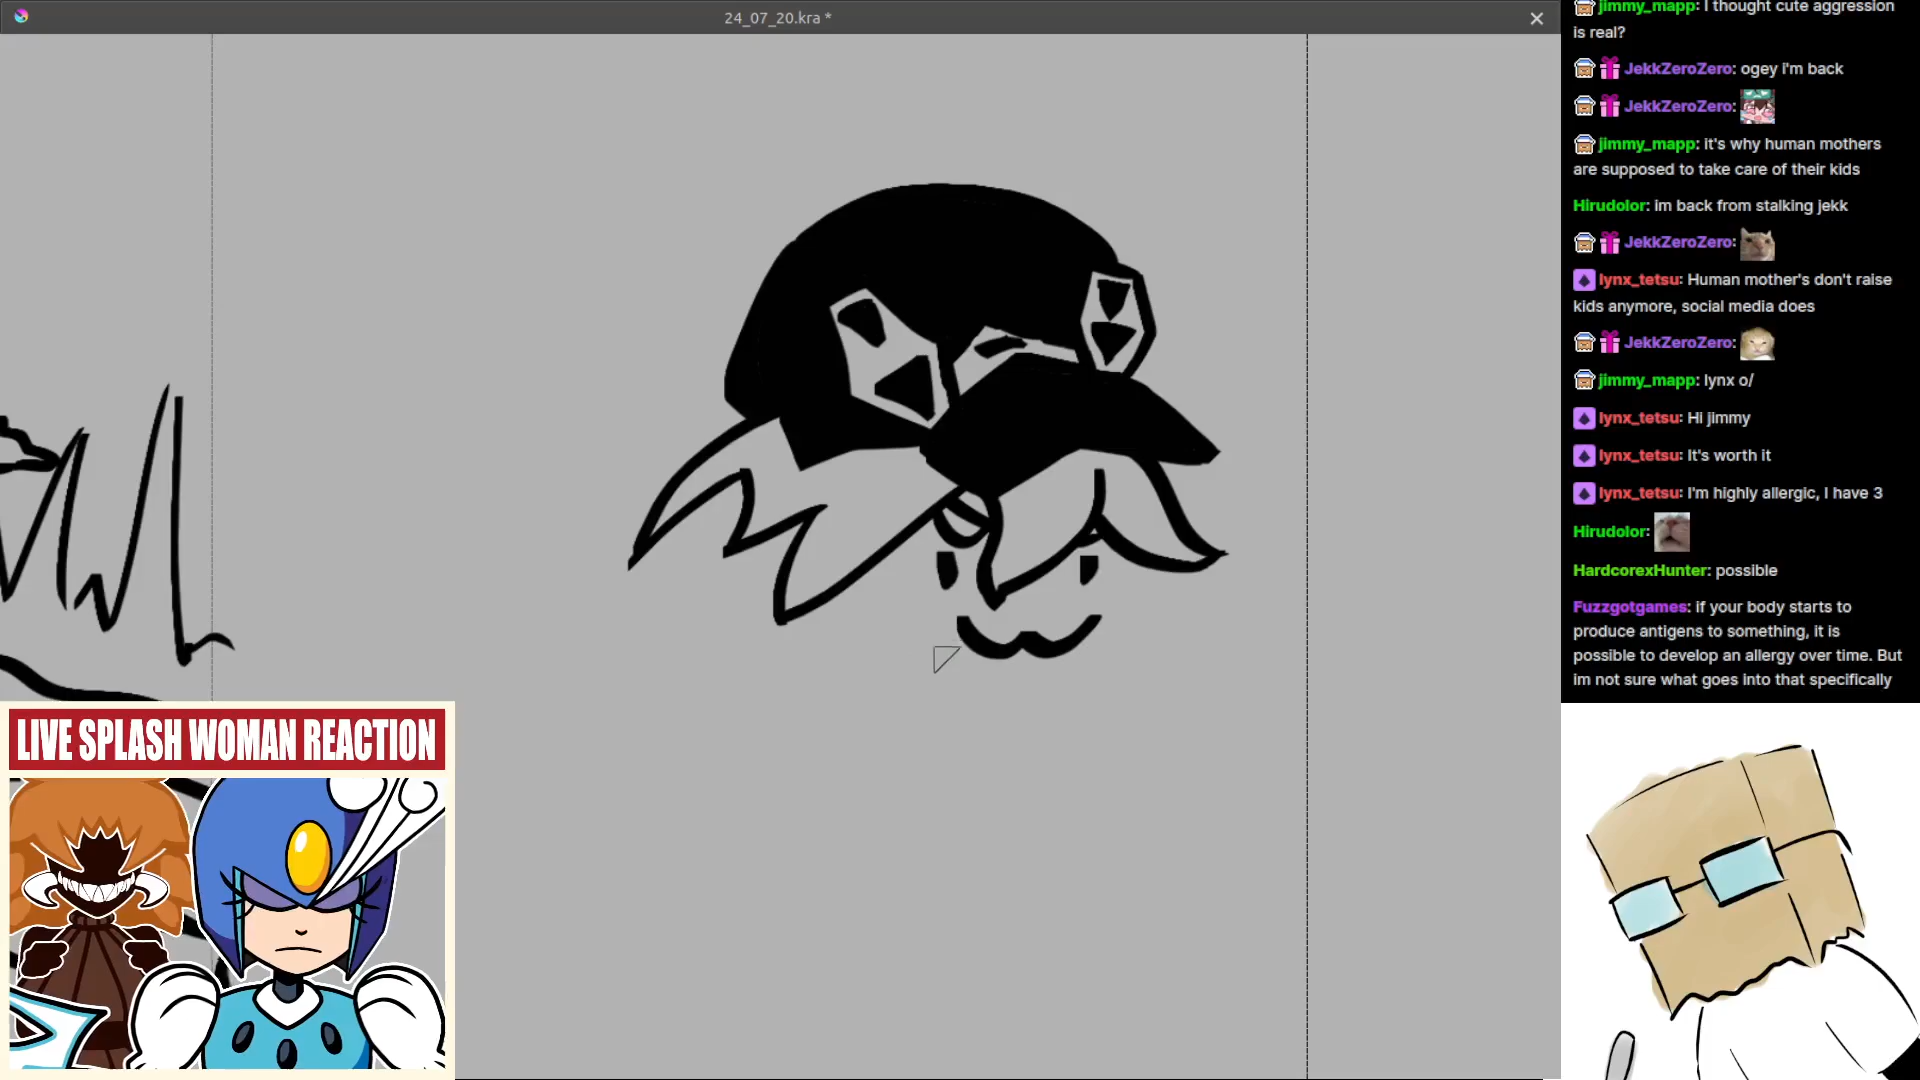 24_07_20.kra *
jimmy_mapp: I thought cute aggression
is real?
JekkZeroZero: ogey i'm back
JekkZeroZero:
jimmy_mapp: it's why human mothers
are supposed to take care of their kids
Hirudolor: im back from stalking jekk
JekkZeroZero:
lynx_tetsu: Human mother's don't raise
kids anymore, social media does
JekkZeroZero:
jimmy_mapp: lynx o/
lynx_tetsu: Hi jimmy
lynx_tetsu: It's worth it
lynx_tetsu: I'm highly allergic, I have 3
Hirudolor:
HardcorexHunter: possible
Fuzzgotgames: if your body starts to
produce antigens to something, it is
possible to develop an allergy over time. But
im not sure what goes into that specifically
LIVE SPLASH WOMAN REACTION